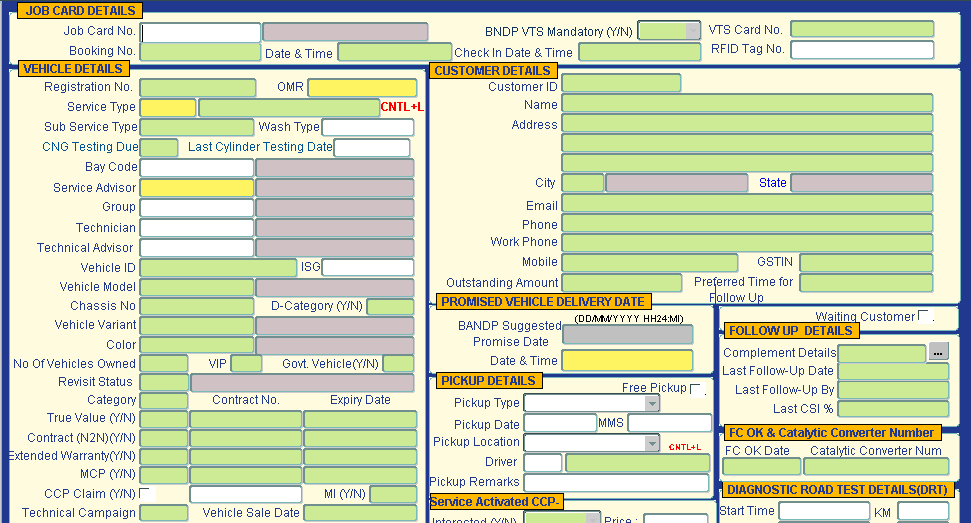 JOB CARD DETAILS
Job Card No. BNDP VTS Mandatory (Y/N) VTS Card No.
Booking No. Date & Time Check In Date & Time RFID Tag No.
VEHICLE DETAILS
Registration No. OMR
Service Type CNTL+L
Sub Service Type Wash Type
CNG Testing Due Last Cylinder Testing Date
Bay Code
Service Advisor
Group
Technician
Technical Advisor
Vehicle ID ISG
Vehicle Model
Chassis No D-Category (Y/N)
Vehicle Variant
Color
No Of Vehicles Owned VIP Govt. Vehicle(Y/N)
Revisit Status
Category Contract No. Expiry Date
True Value (Y/N)
Contract (N2N)(Y/N)
Extended Warranty(Y/N)
MCP (Y/N)
CCP Claim (Y/N) MI (Y/N)
Technical Campaign Vehicle Sale Date
CUSTOMER DETAILS
Customer ID
Name
Address
City State
Email
Phone
Work Phone
Mobile GSTIN
Outstanding Amount Preferred Time for
Follow Up
PROMISED VEHICLE DELIVERY DATE
(DD/MM/YYYY HH24:MI)
BANDP Suggested
Promise Date
Date & Time
PICKUP DETAILS
Free Pickup
Pickup Type
Pickup Date MMS
Pickup Location CNTL+L
Driver
Pickup Remarks
Service Activated CCP-
Interested (Y/N) Price :
Waiting Customer .
FOLLOW UP DETAILS
Complement Details ...
Last Follow-Up Date
Last Follow-Up By
Last CSI %
FC OK & Catalytic Converter Number
FC OK Date Catalytic Converter Num
DIAGNOSTIC ROAD TEST DETAILS(DRT)
Start Time KM